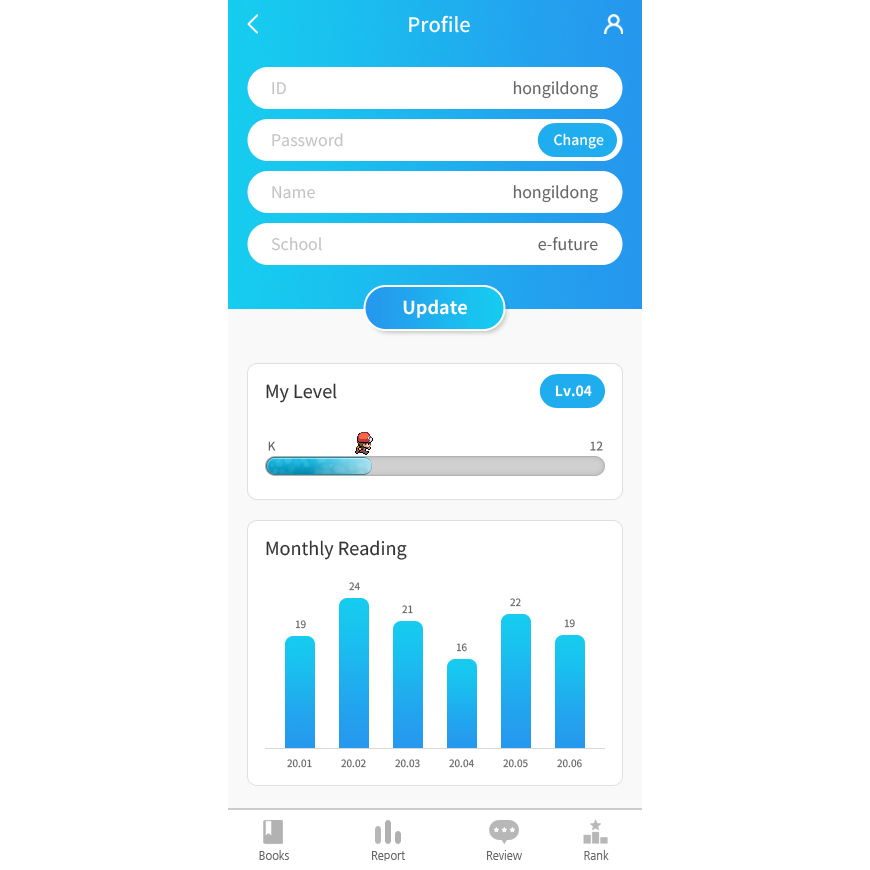 Profile
ID hongildong
Password Change
Name hongildong
School e-future
Update
My Level Lv.04
K 12
Monthly Reading
24
22
21
19 19
16
20.01 20.02 20.03 20.04 20.05 20.06
Books Report Review Rank